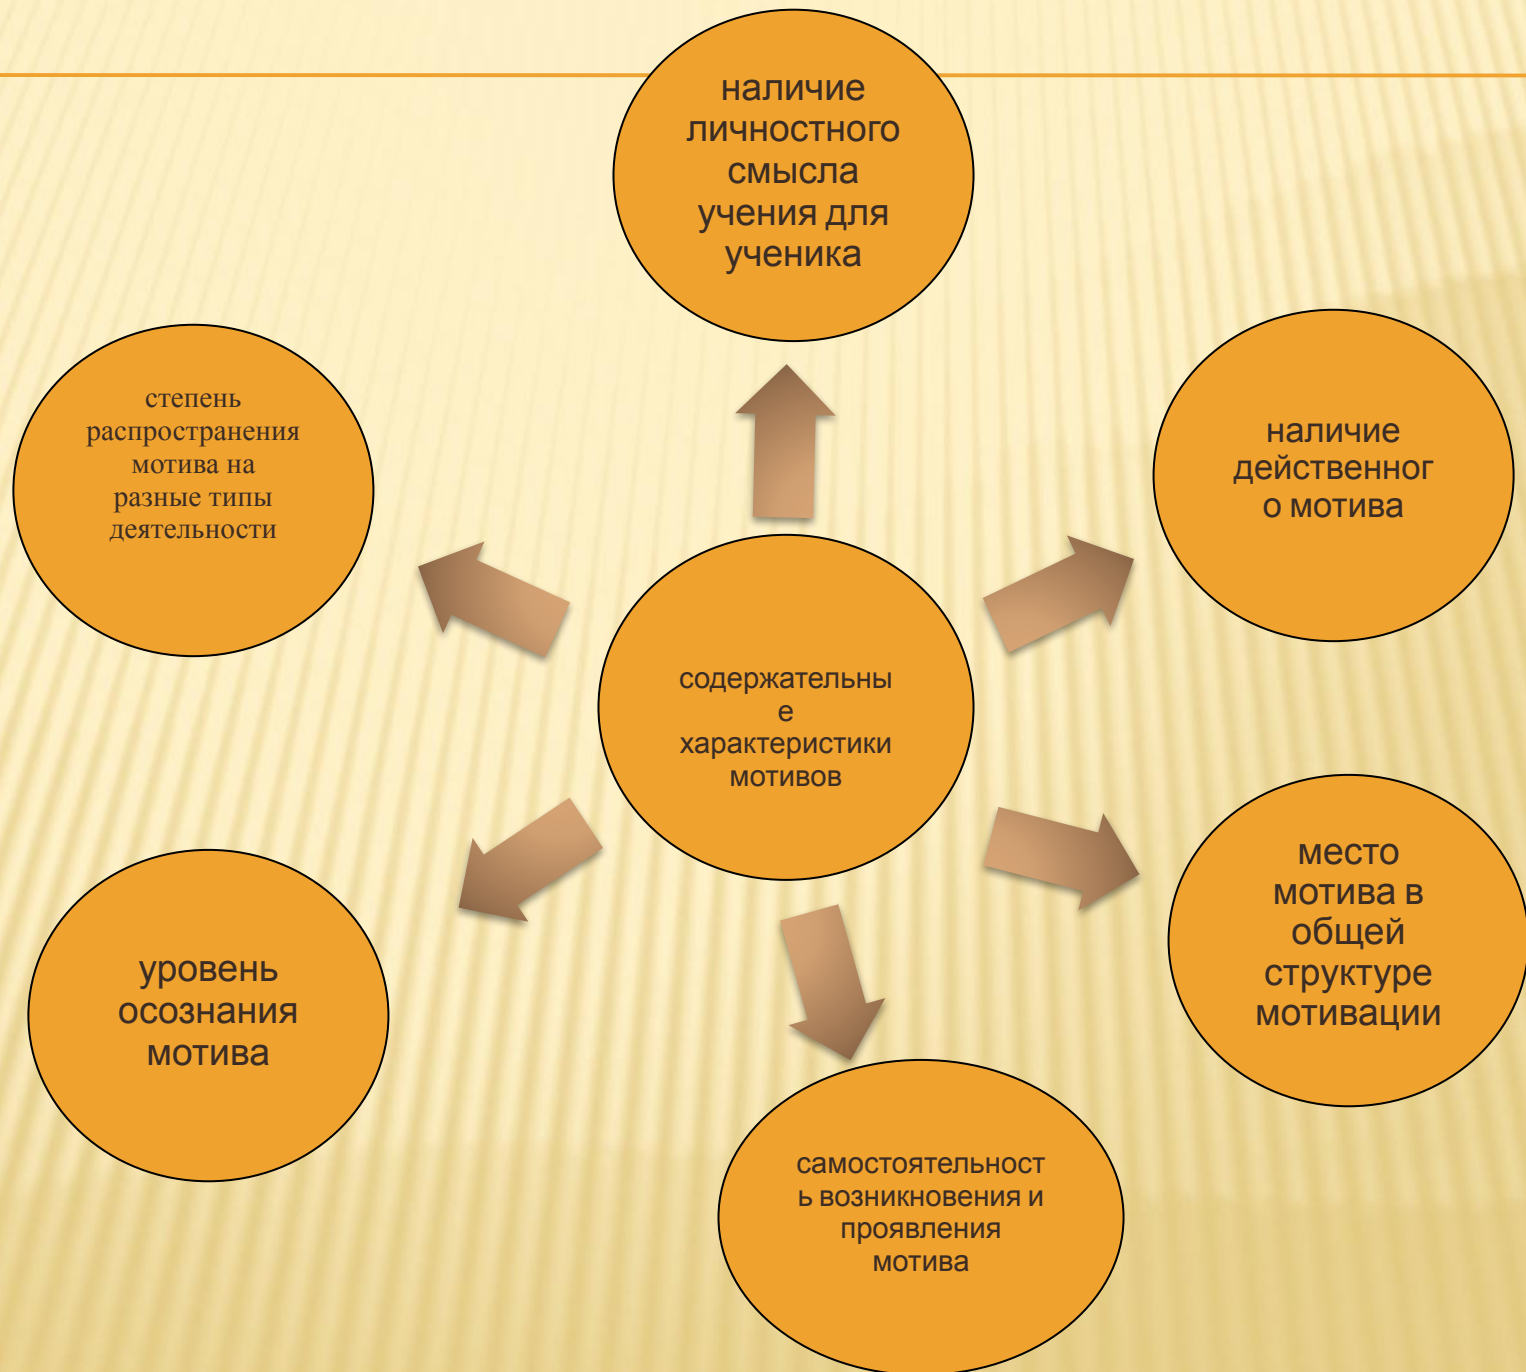 наличие
личностного
смысла
учения для
ученика
степень
распространения
мотива на
разные типы
деятельности
наличие
действенног
о мотива
содержательны
е
характеристики
мотивов
место
мотива в
общей
структуре
мотивации
уровень
осознания
мотива
самостоятельност
ь возникновения и
проявления
мотива